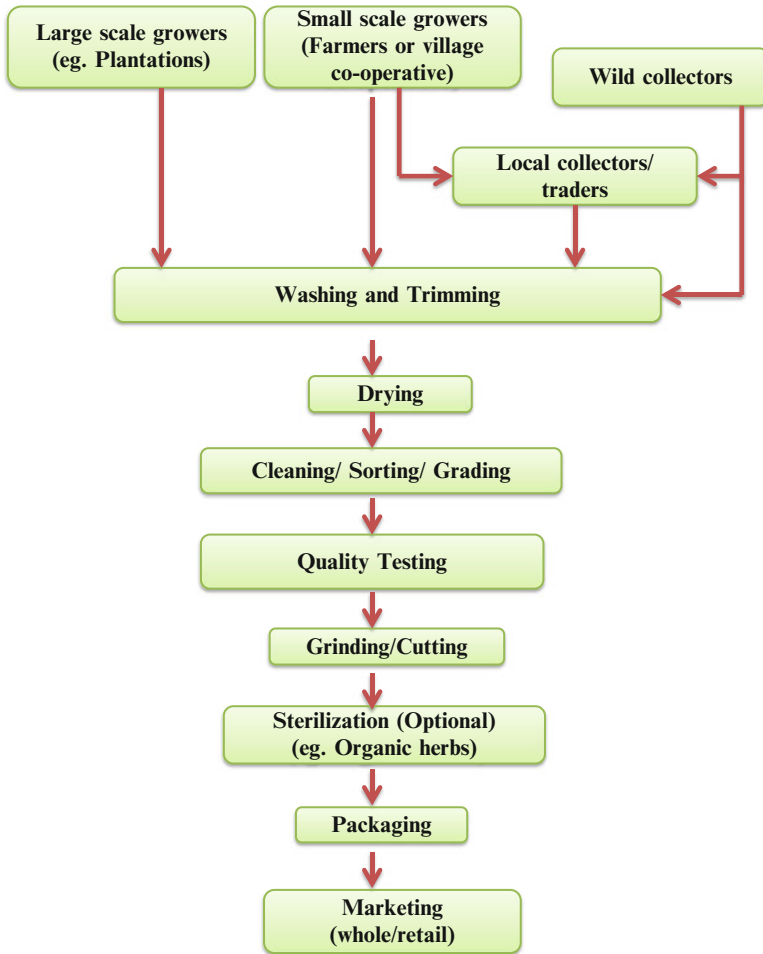 Large scale growers
(eg. Plantations)
Small scale growers
(Farmers or village
co-operative)
Wild collectors
Local collectors/
traders
Washing and Trimming
Drying
Cleaning/ Sorting/ Grading
Quality Testing
Grinding/Cutting
Sterilization (Optional)
(eg. Organic herbs)
Packaging
Marketing
(whole/retail)